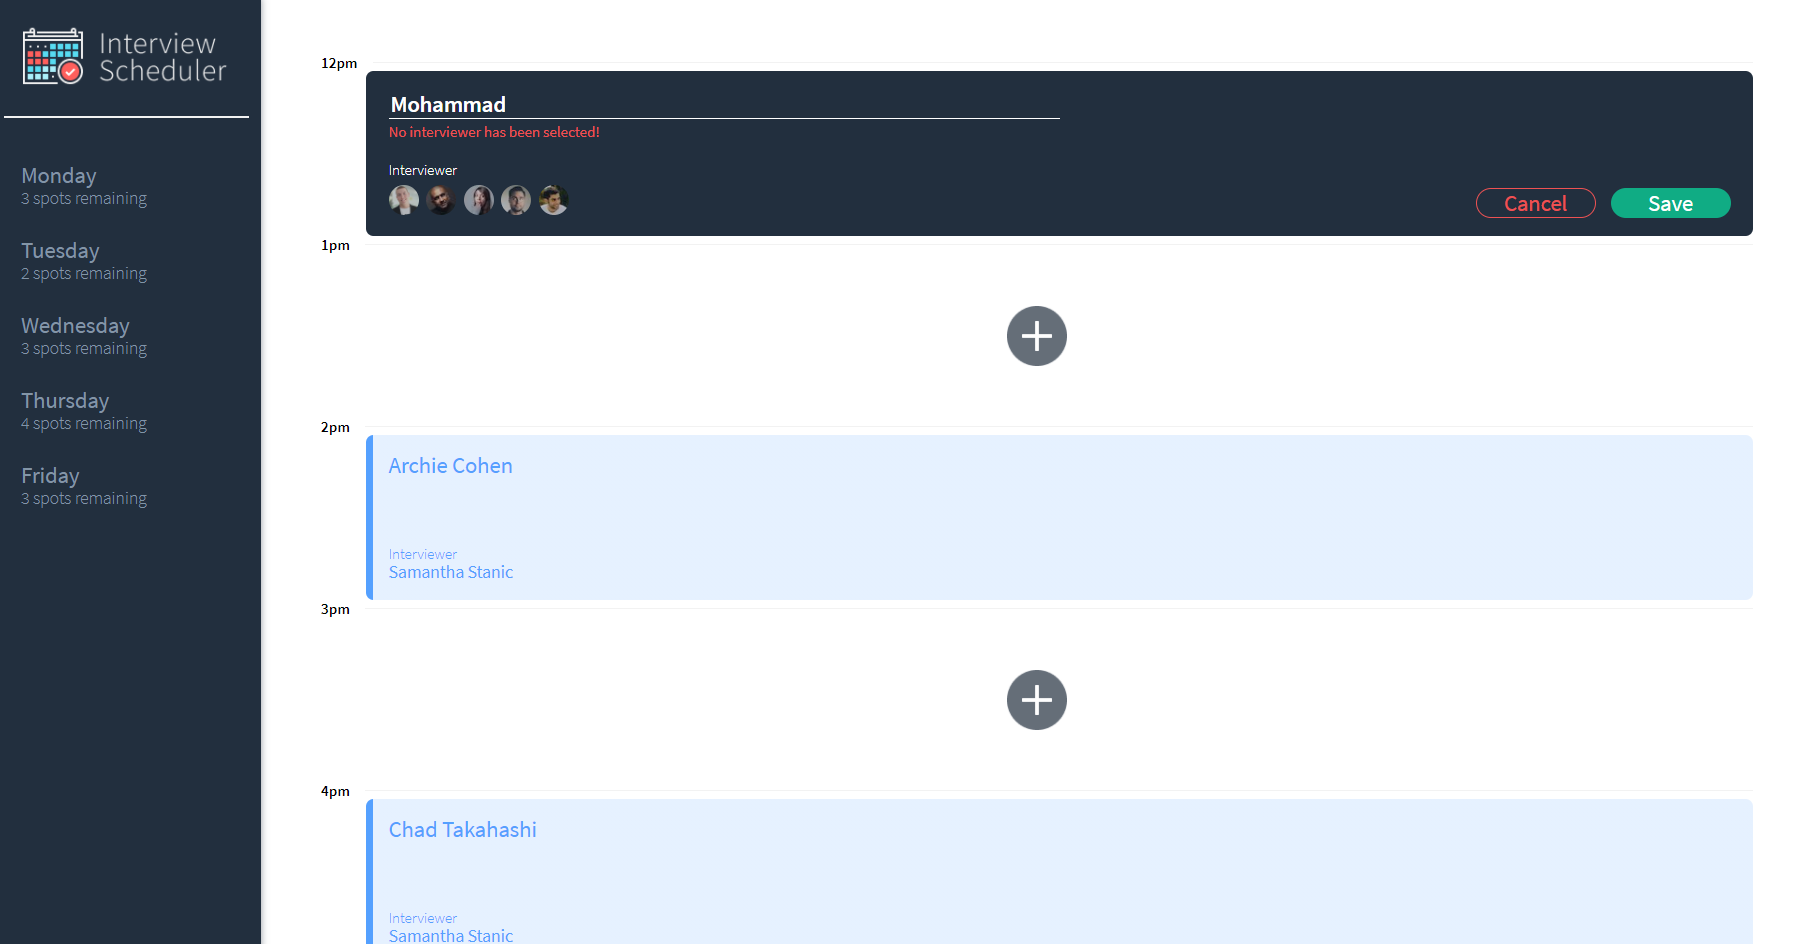 Interview
Scheduler
Monday
3 spots remaining
Tuesday
2 spots remaining
Wednesday
3 spots remaining
Thursday
4 spots remaining
Friday
3 spots remaining
12pm
Mohammad
No interviewer has been selected!
Interviewer
Cancel
Save
1pm
2pm
Archie Cohen
Interviewer
Samantha Stanic
3pm
4pm
Chad Takahashi
Interviewer
Samantha Stanic